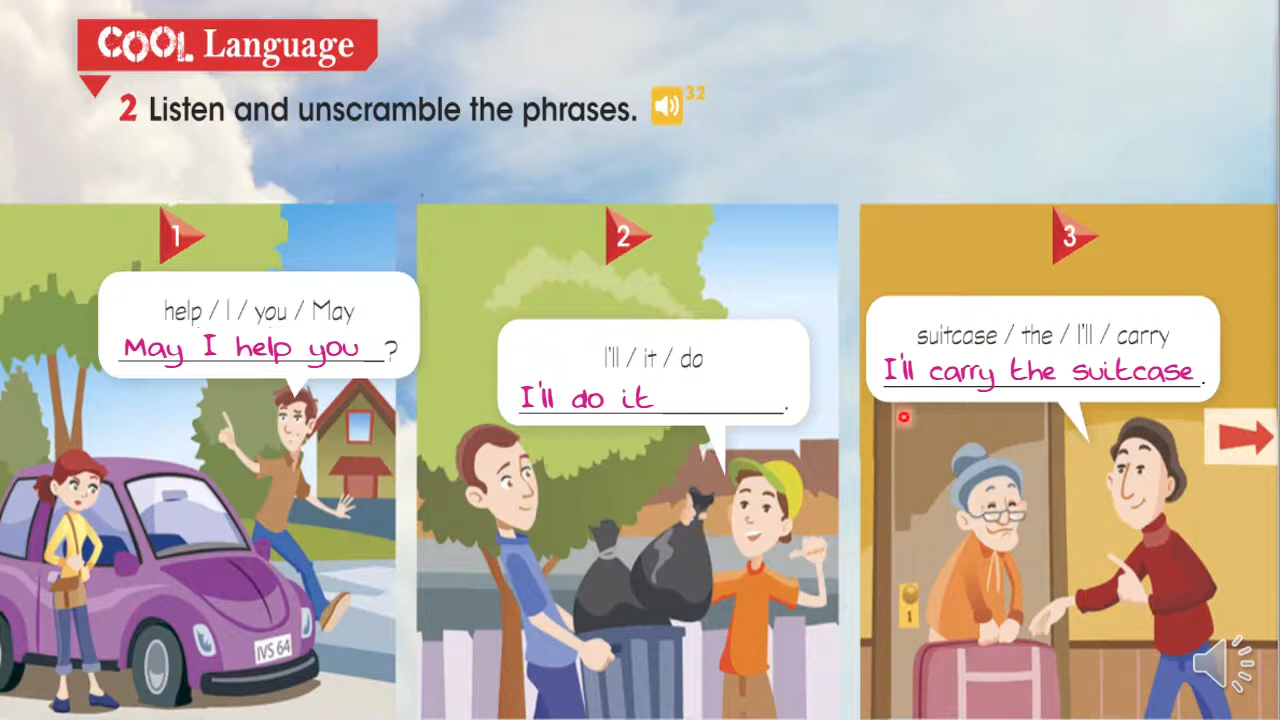 COOL Language
2 Listen and unscramble the phrases. 32
1
help / I / you / May
May I help you ?
2
I'll / it / do
I'll do it .
3
suitcase / the / I'll / carry
I'll carry the suitcase .
IVS 64